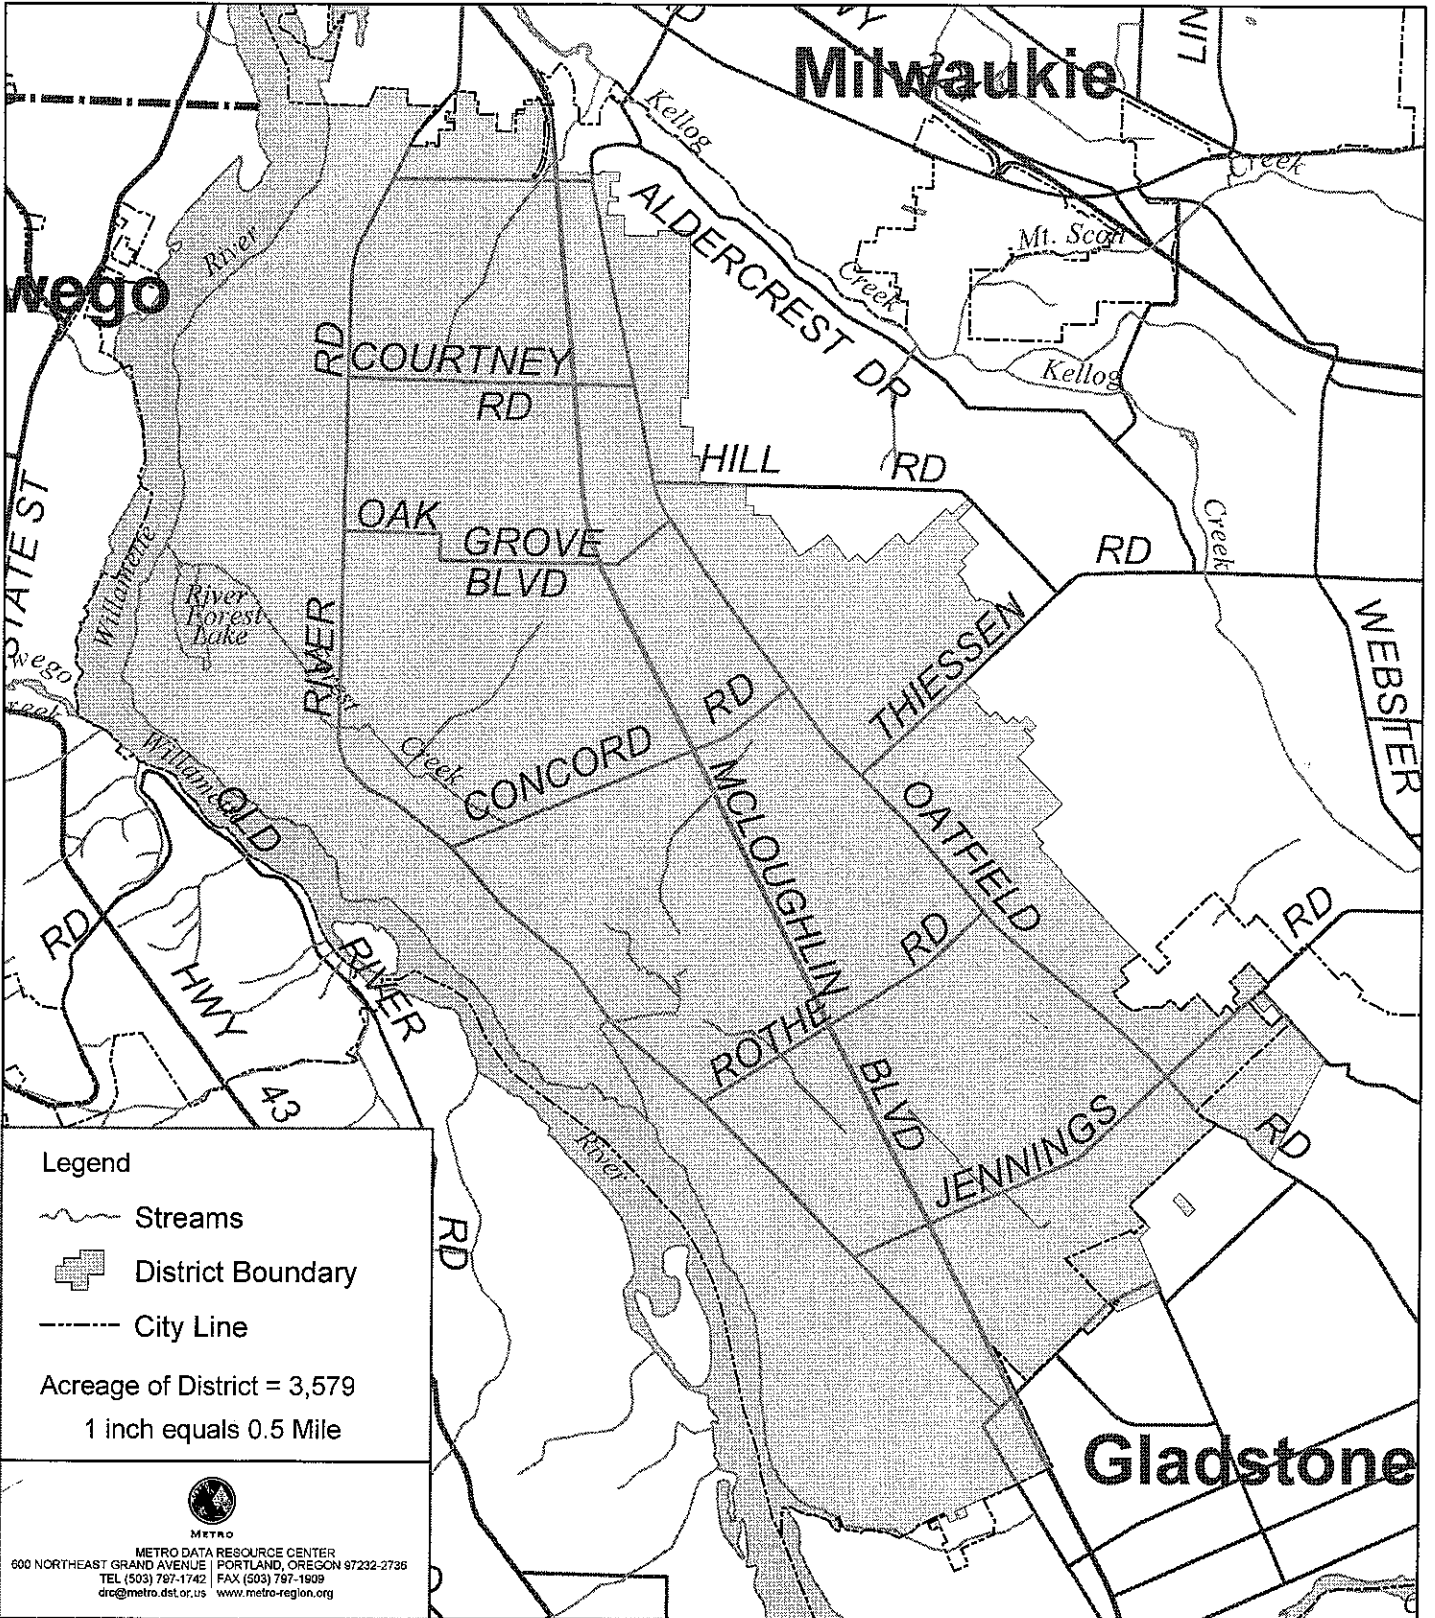 Milwaukie
Kellog
Creek
ALDERCREST DR
Mt. Scott
Creek
River
wego
RD
COURTNEY
RD
Kellog
HILL RD
STATE ST
OAK
GROVE
BLVD
RD
Creek
Willamette
River
Forest
Lake
THIESSEN
WEBSTER
wego
reek
RIVER
RD
Creek
CONCORD
Willamette
OLD
MCLOUGHLIN
OATFIELD
RD
RD
HWY
RIVER
RD
ROTHE
43
BLVD
JENNINGS
RD
River
RD
Gladstone
Legend
Streams
District Boundary
City Line
Acreage of District = 3,579
1 inch equals 0.5 Mile
METRO
METRO DATA RESOURCE CENTER
600 NORTHEAST GRAND AVENUE | PORTLAND, OREGON 97232-2736
TEL (503) 797-1742 | FAX (503) 797-1909
drc@metro.dst.or.us www.metro-region.org